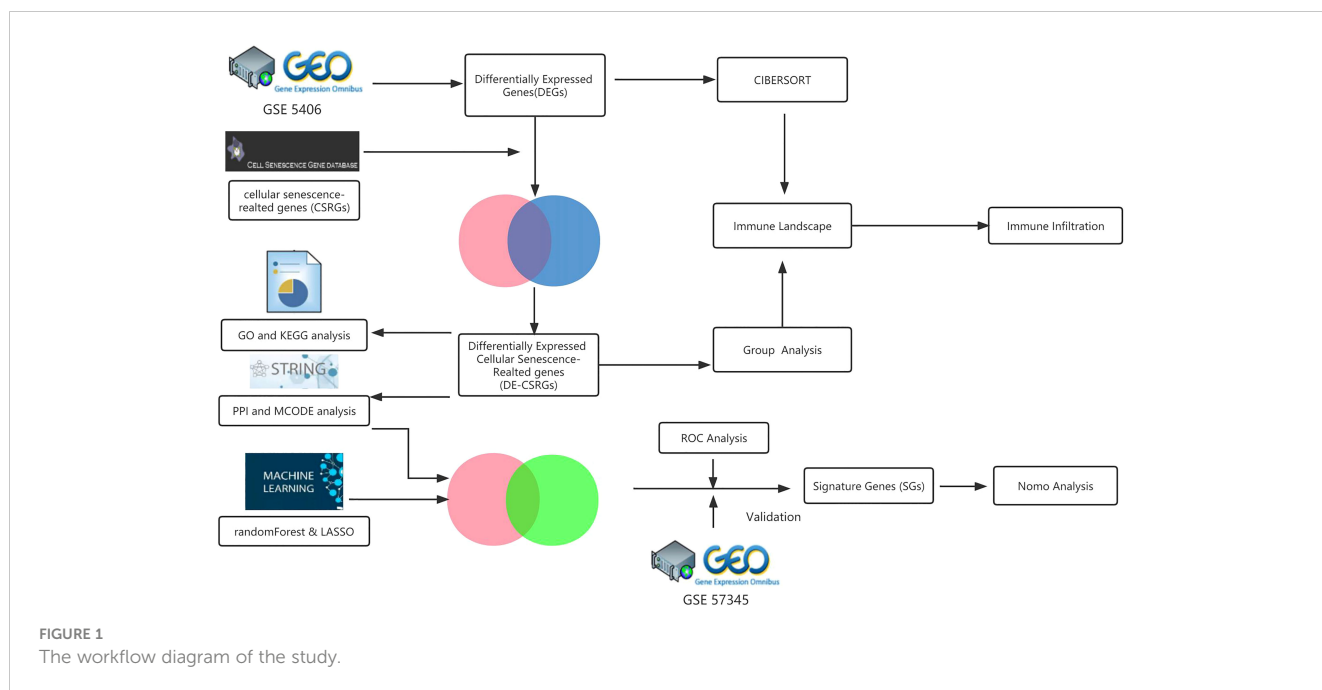 GEO
Gene Expression Omnibus
GSE 5406
Differentially Expressed
Genes(DEGs)
CIBERSORT
CELL SENESCENCE GENE DATABASE
cellular senescence-
realted genes (CSRGs)
Immune Landscape
Immune Infiltration
GO and KEGG analysis
Differentially Expressed
Cellular Senescence-
Realted genes
(DE-CSRGs)
Group Analysis
STRING
PPI and MCODE analysis
MACHINE
LEARNING
randomForest & LASSO
ROC Analysis
Validation
Signature Genes (SGs)
Nomo Analysis
GEO
Gene Expression Omnibus
GSE 57345
FIGURE 1
The workflow diagram of the study.